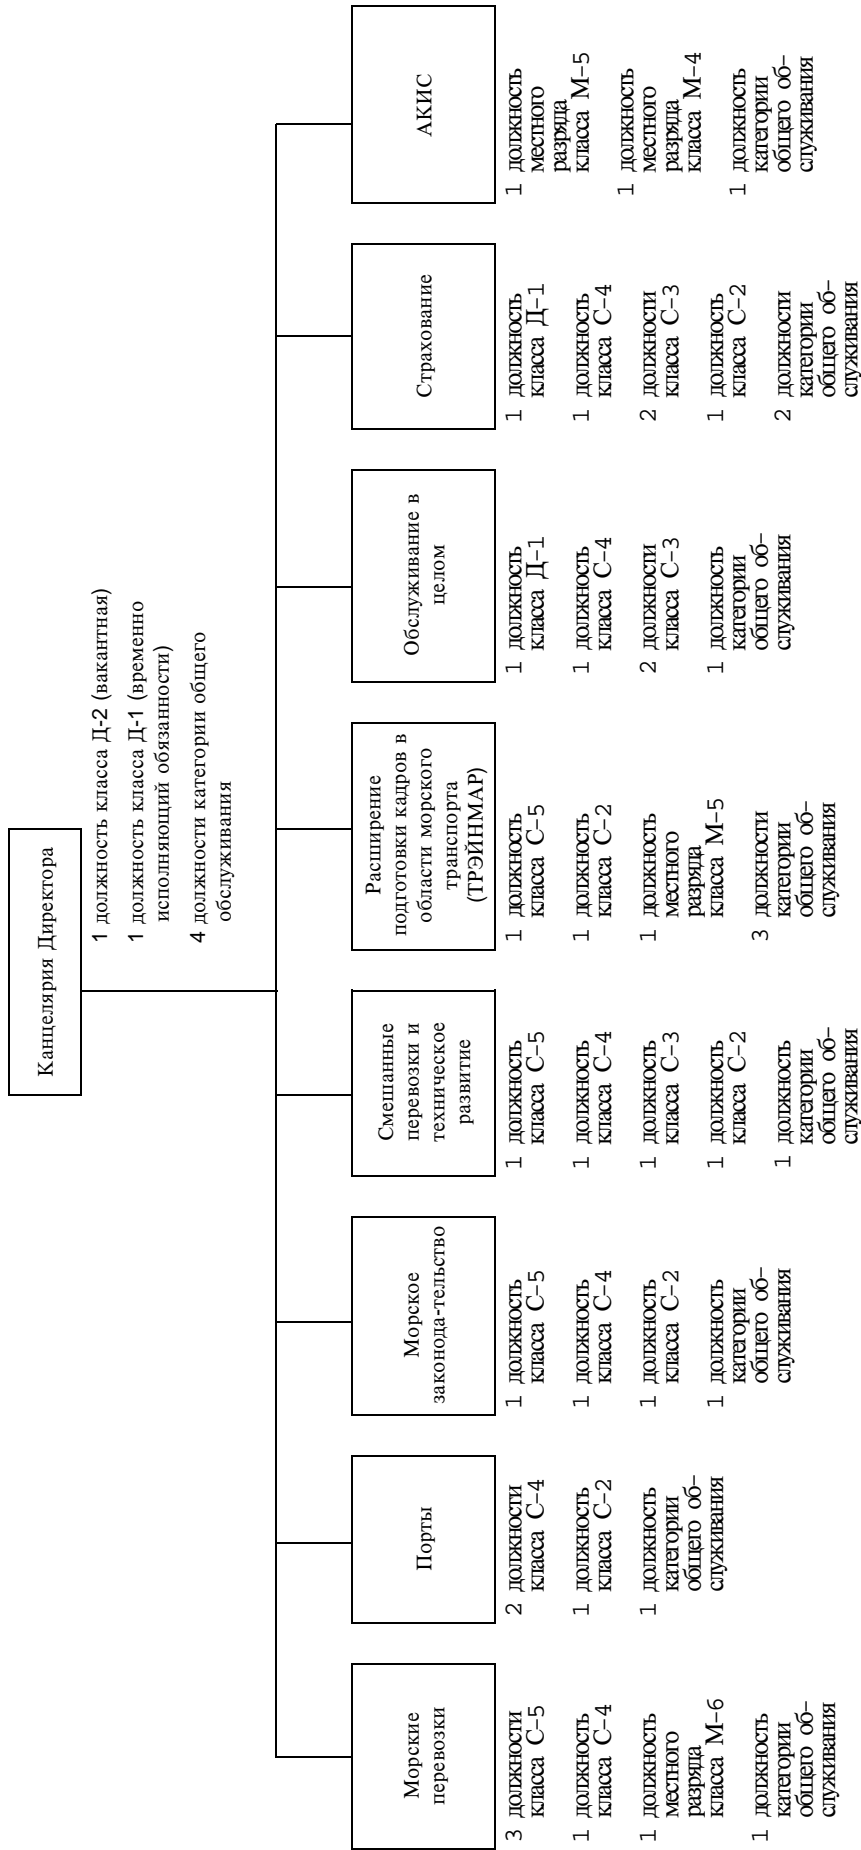 Канцелярия Директора
1 должность класса Д-2 (вакантная)
1 должность класса Д-1 (временно
исполняющий обязанности)
4 должности категории общего
обслуживания
Морские
перевозки
3 должности
класса С-5
1 должность
класса С-4
1 должность
местного
разряда
класса М-6
1 должность
категории
общего об-
служивания
Порты
2 должности
класса С-4
1 должность
класса С-2
1 должность
категории
общего об-
служивания
Морское
законода-тельство
1 должность
класса С-5
1 должность
класса С-4
1 должность
класса С-2
1 должность
категории
общего об-
служивания
Смешанные
перевозки и
техническое
развитие
1 должность
класса С-5
1 должность
класса С-4
1 должность
класса С-3
1 должность
класса С-2
1 должность
категории
общего об-
служивания
Расширение
подготовки кадров в
области морского
транспорта
(ТРЭЙНМАР)
1 должность
класса С-5
1 должность
класса С-2
1 должность
местного
разряда
класса М-5
3 должности
категории
общего об-
служивания
Обслуживание в
целом
1 должность
класса Д-1
1 должность
класса С-4
2 должности
класса С-3
1 должность
категории
общего об-
служивания
Страхование
1 должность
класса Д-1
1 должность
класса С-4
2 должности
класса С-3
1 должность
класса С-2
2 должности
категории
общего об-
служивания
АКИС
1 должность
местного
разряда
класса М-5
1 должность
местного
разряда
класса М-4
1 должность
категории
общего об-
служивания